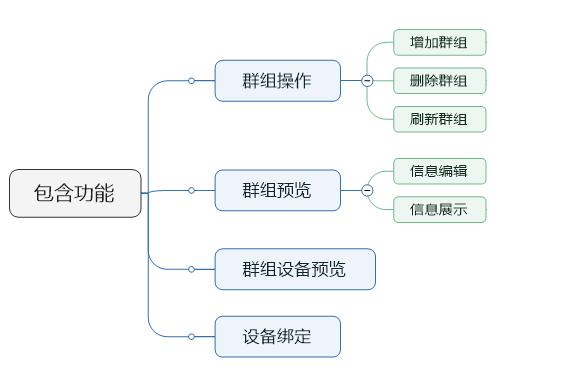 包含功能
群组操作
增加群组
删除群组
刷新群组
群组预览
信息编辑
信息展示
群组设备预览
设备绑定